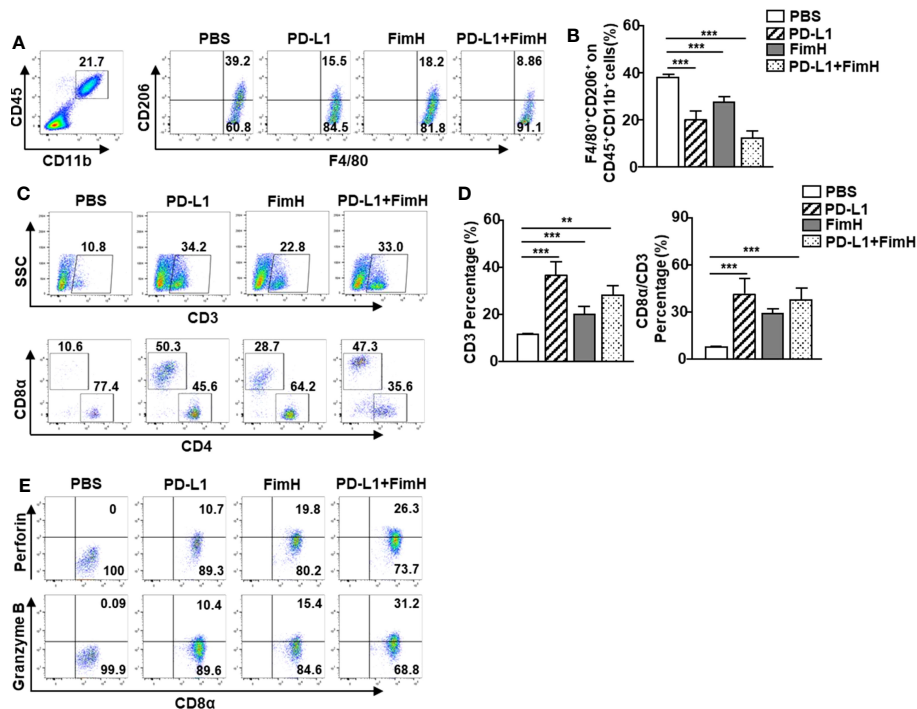 A
21.7
CD45
CD11b
PBS PD-L1 FimH PD-L1+FimH
39.2 15.5 18.2 8.86
CD206
60.8 84.5 81.8 91.1
F4/80
B
F4/80+CD206+ on
CD45+CD11b+ cells(%)
60
40
20
0
***
***
***
PBS
PD-L1
FimH
PD-L1+FimH
C
PBS PD-L1 FimH PD-L1+FimH
10.8 34.2 22.8 33.0
SSC
CD3
10.6 50.3 28.7 47.3
77.4 45.6 64.2 35.6
CD8α
CD4
D
CD3 Percentage (%)
60
40
20
0
**
***
***
CD8α/CD3
Percentage (%)
90
60
30
0
***
***
PBS
PD-L1
FimH
PD-L1+FimH
E
PBS PD-L1 FimH PD-L1+FimH
0 10.7 19.8 26.3
Perforin
100 89.3 80.2 73.7
0.09 10.4 15.4 31.2
Granzyme B
99.9 89.6 84.6 68.8
CD8α